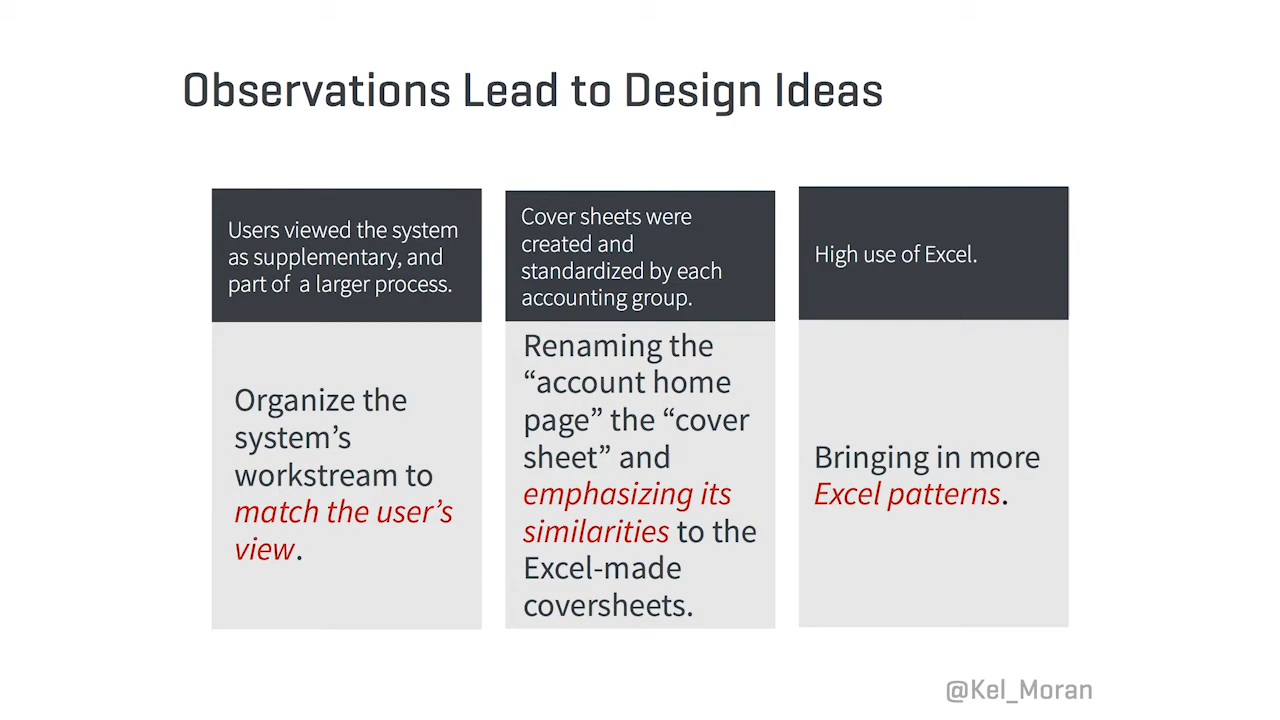 Observations Lead to Design Ideas
Users viewed the system
as supplementary, and
part of a larger process.
Organize the
system’s
workstream to
match the user’s
view.
Cover sheets were
created and
standardized by each
accounting group.
Renaming the
“account home
page” the “cover
sheet” and
emphasizing its
similarities to the
Excel-made
coversheets.
High use of Excel.
Bringing in more
Excel patterns.
@Kel_Moran